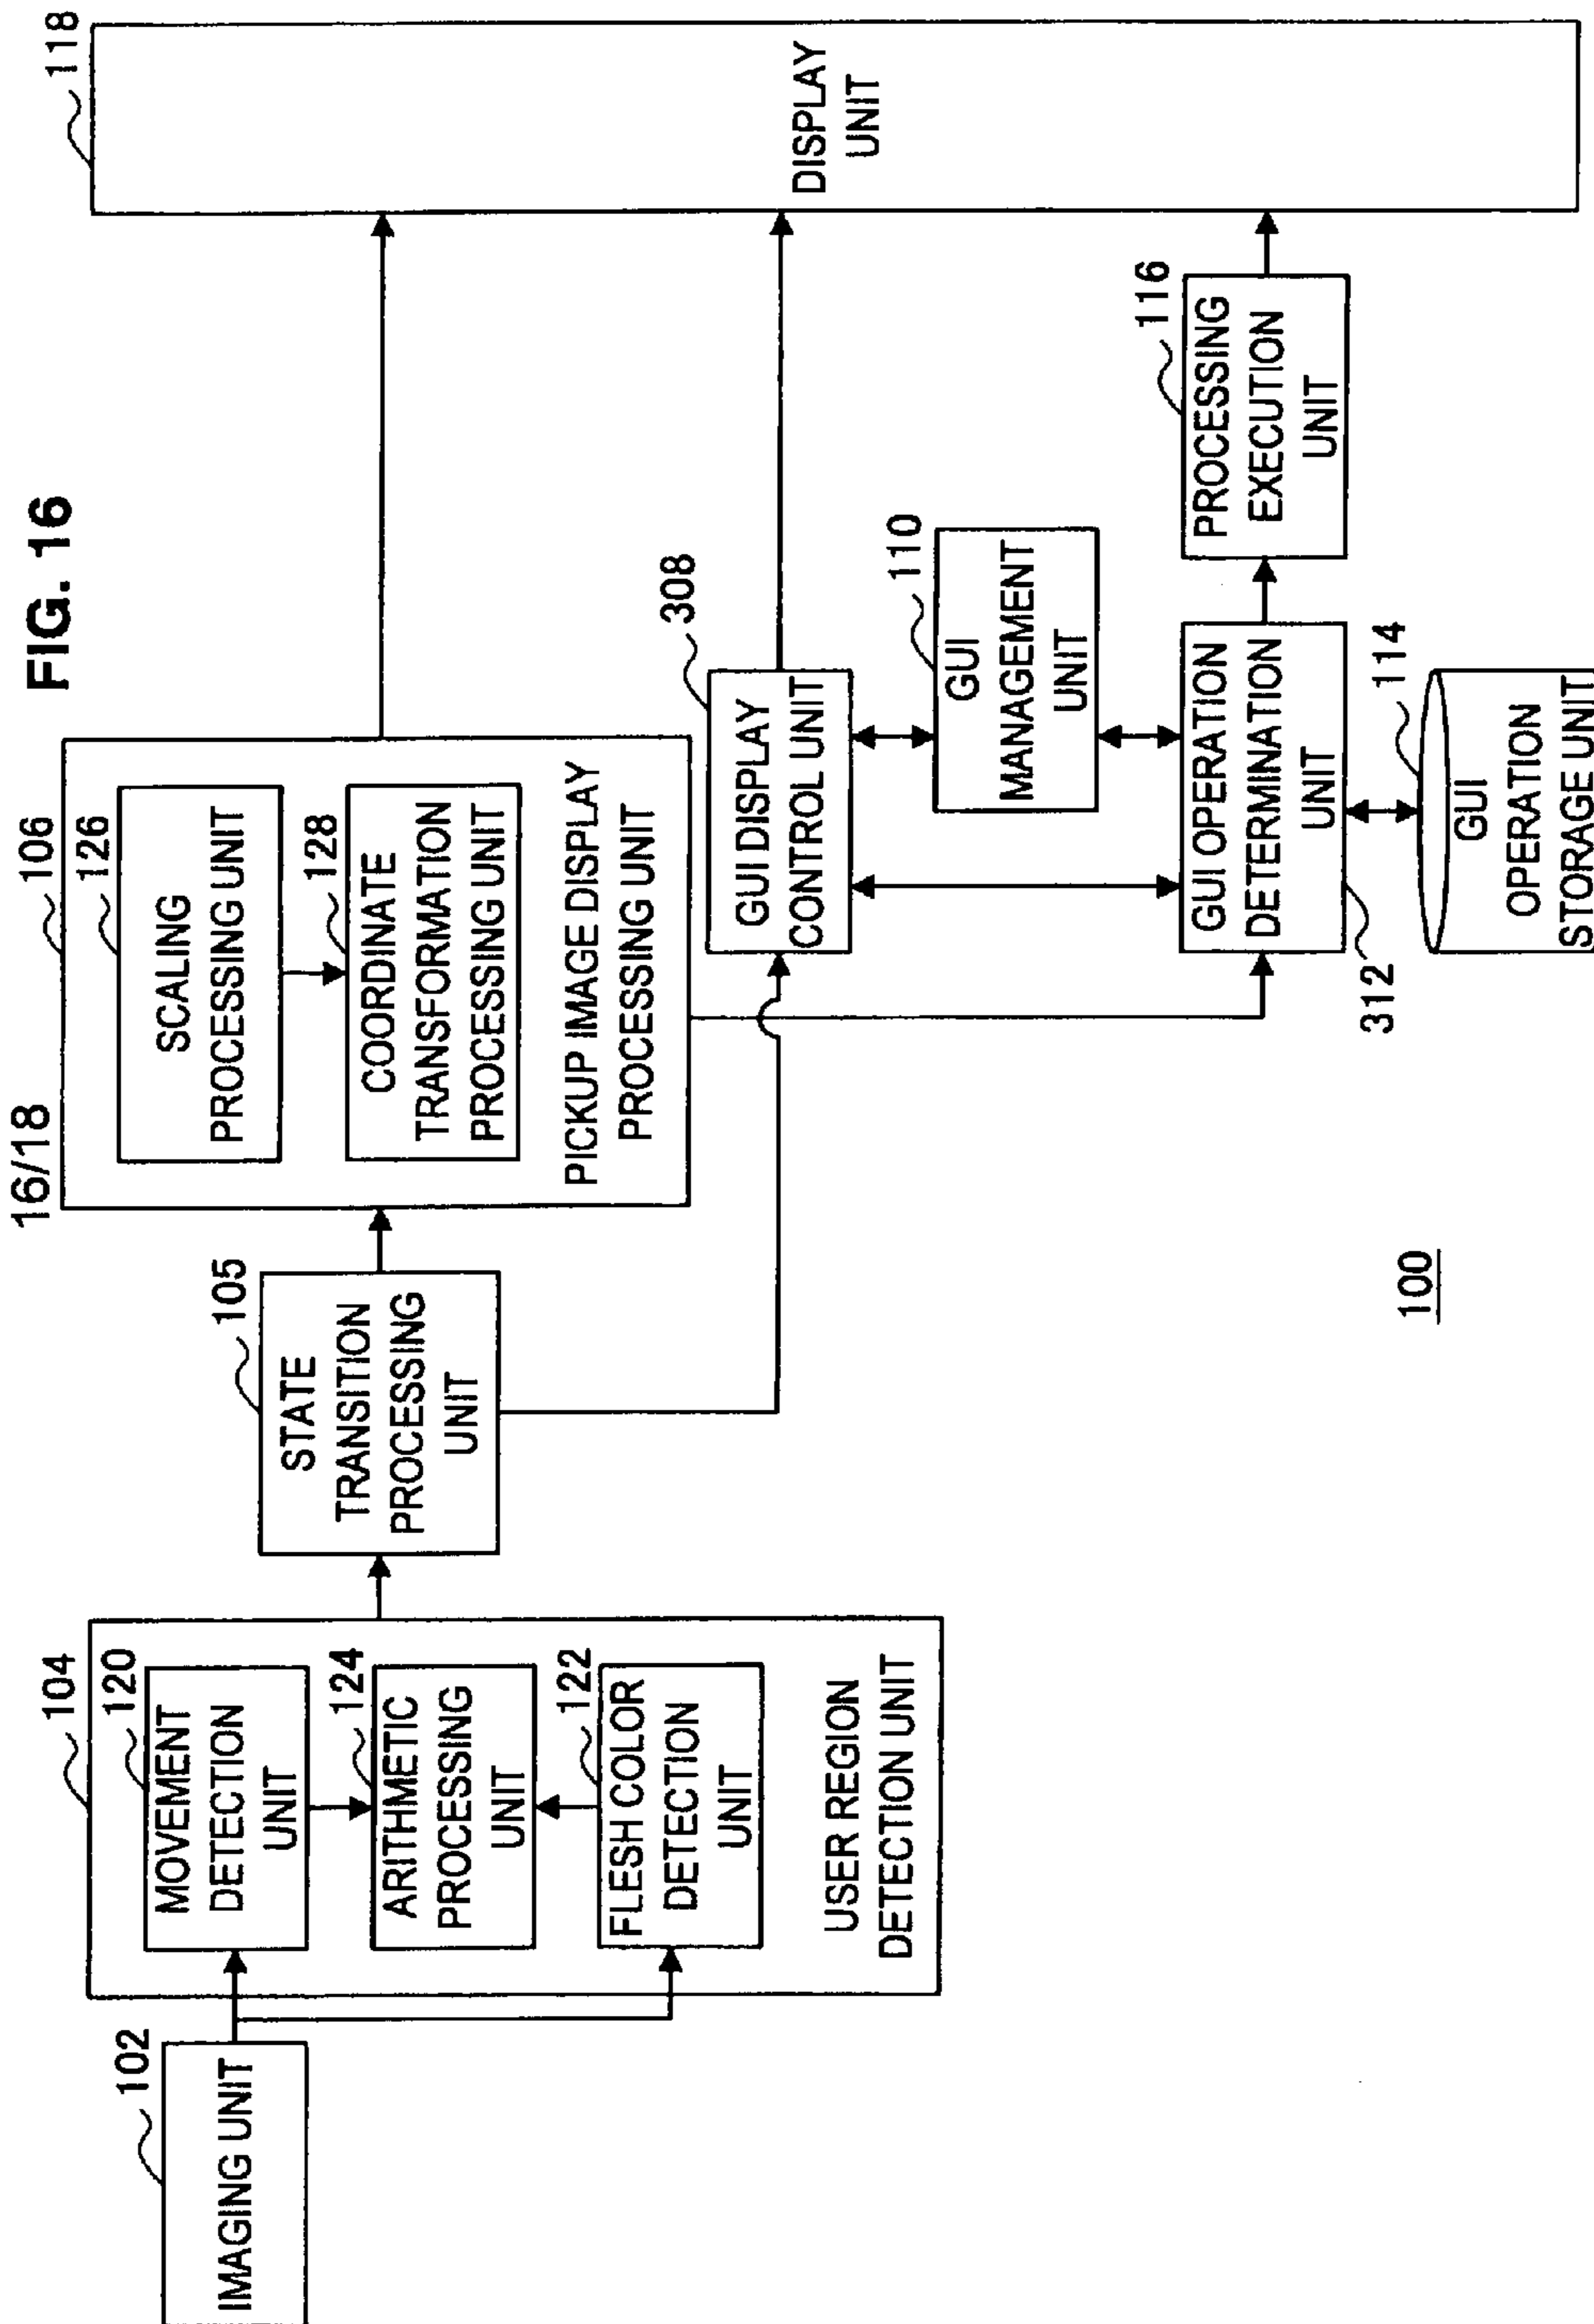 16/18
FIG. 16
102
IMAGING UNIT
104
120
MOVEMENT
DETECTION
UNIT
124
ARITHMETIC
PROCESSING
UNIT
122
FLESH COLOR
DETECTION
UNIT
USER REGION
DETECTION UNIT
105
STATE
TRANSITION
PROCESSING
UNIT
106
126
SCALING
PROCESSING UNIT
128
COORDINATE
TRANSFORMATION
PROCESSING UNIT
PICKUP IMAGE DISPLAY
PROCESSING UNIT
308
GUI DISPLAY
CONTROL UNIT
110
GUI
MANAGEMENT
UNIT
GUI OPERATION
DETERMINATION
UNIT
312
114
GUI
OPERATION
STORAGE UNIT
116
PROCESSING
EXECUTION
UNIT
118
DISPLAY
UNIT
100